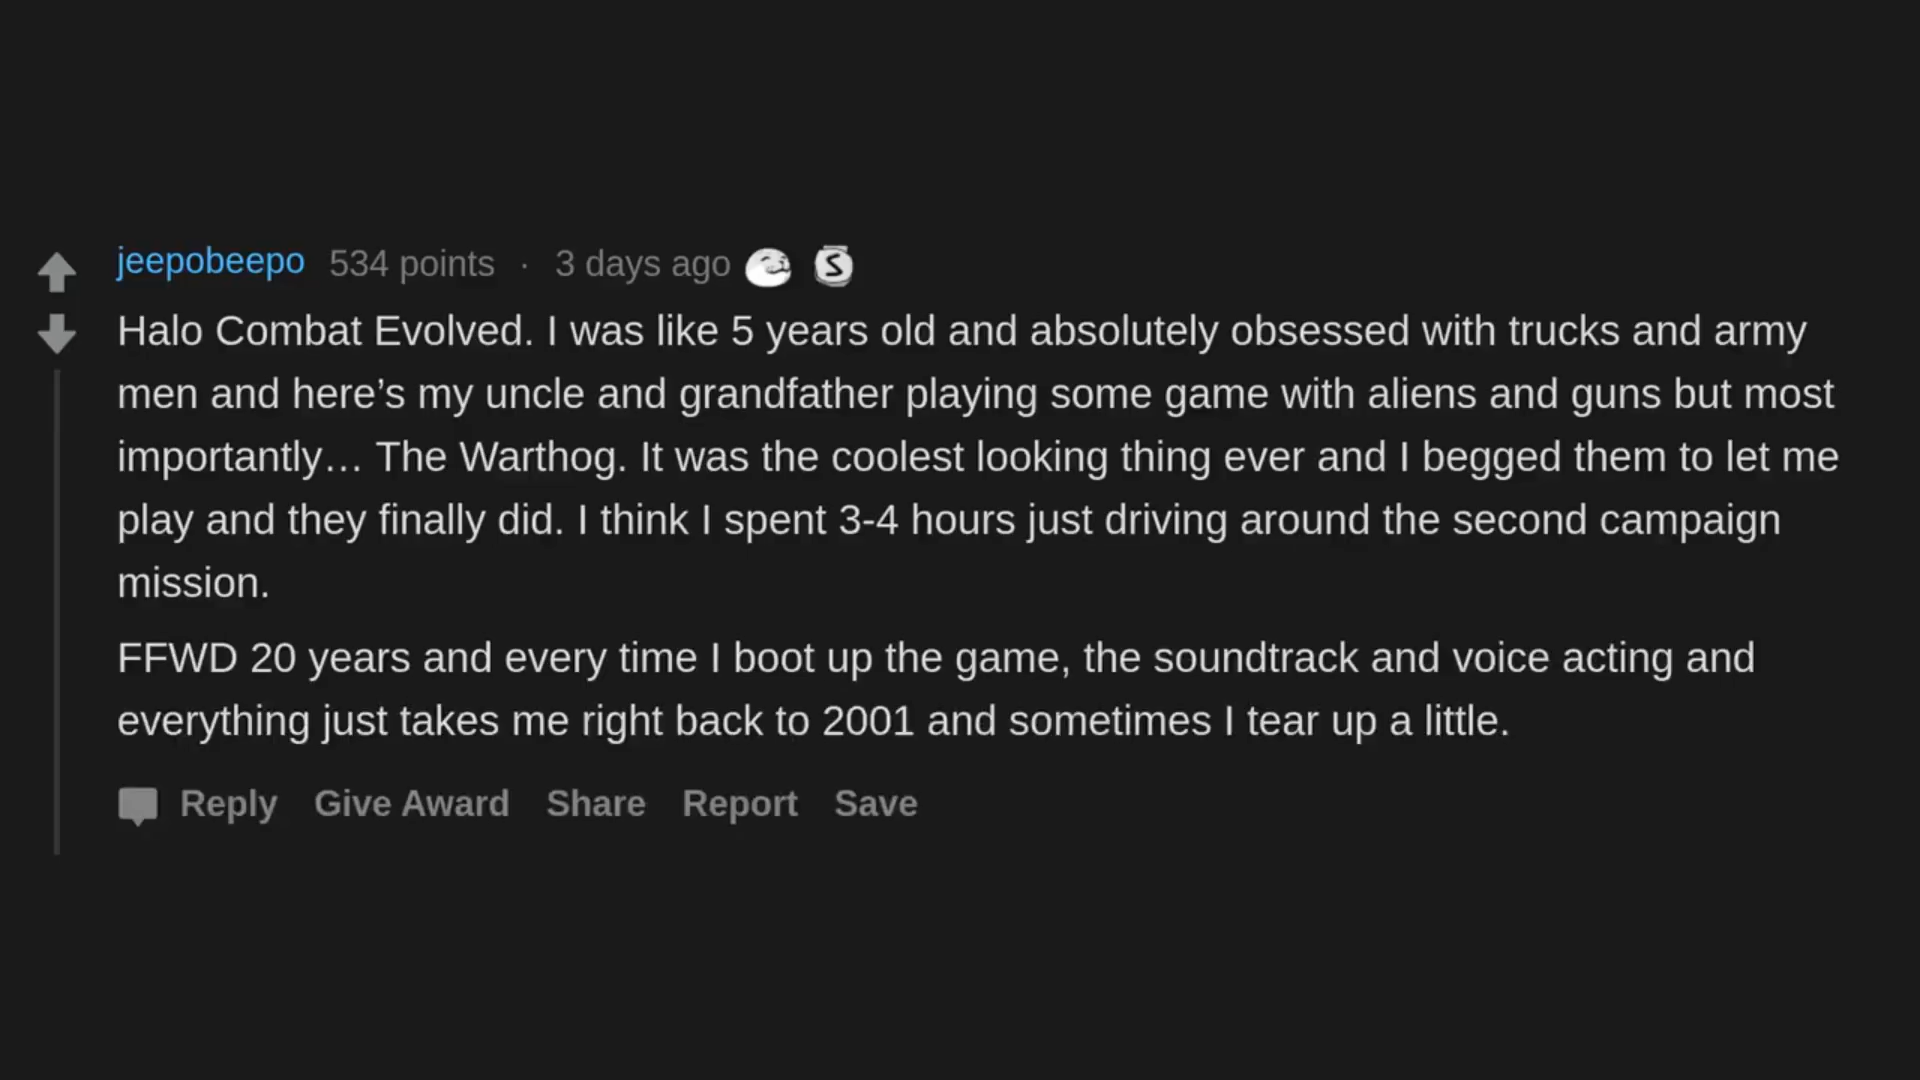 jeepobeepo 534 points · 3 days ago S
Halo Combat Evolved. I was like 5 years old and absolutely obsessed with trucks and army
men and here’s my uncle and grandfather playing some game with aliens and guns but most
importantly… The Warthog. It was the coolest looking thing ever and I begged them to let me
play and they finally did. I think I spent 3-4 hours just driving around the second campaign
mission.
FFWD 20 years and every time I boot up the game, the soundtrack and voice acting and
everything just takes me right back to 2001 and sometimes I tear up a little.
Reply Give Award Share Report Save